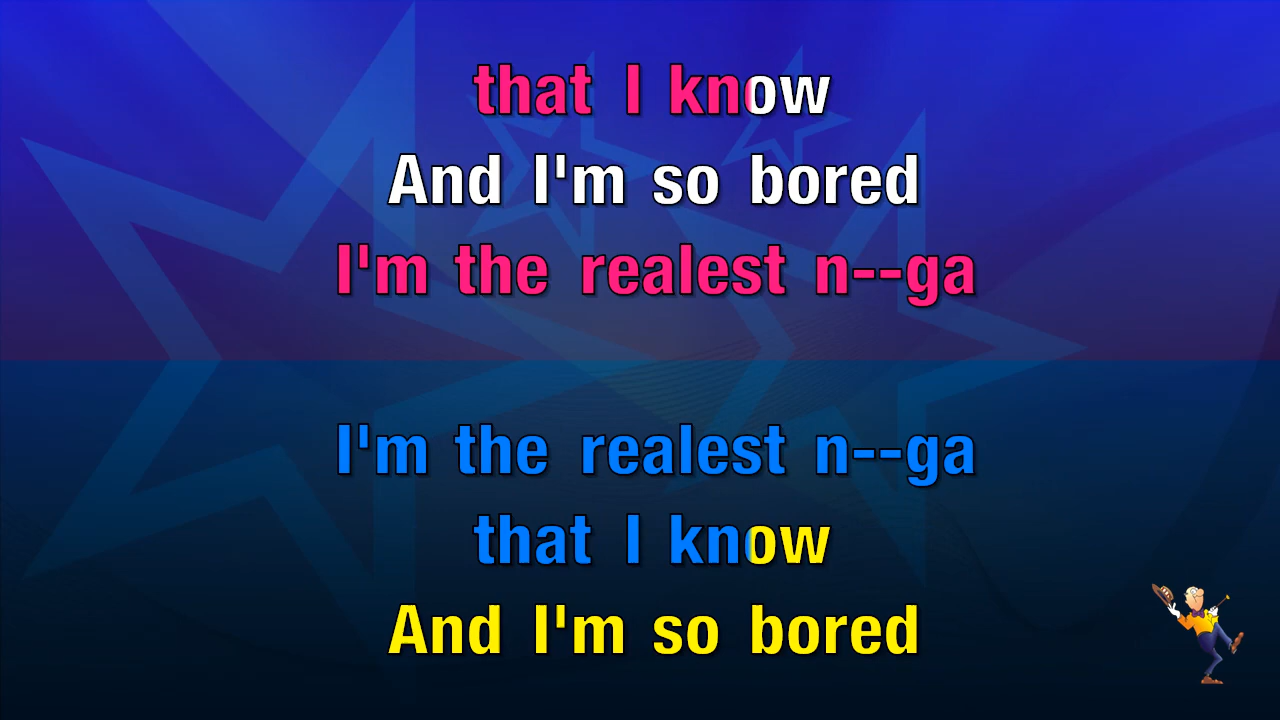 that I know
And I'm so bored
I'm the realest n--ga
I'm the realest n--ga
that I know
And I'm so bored